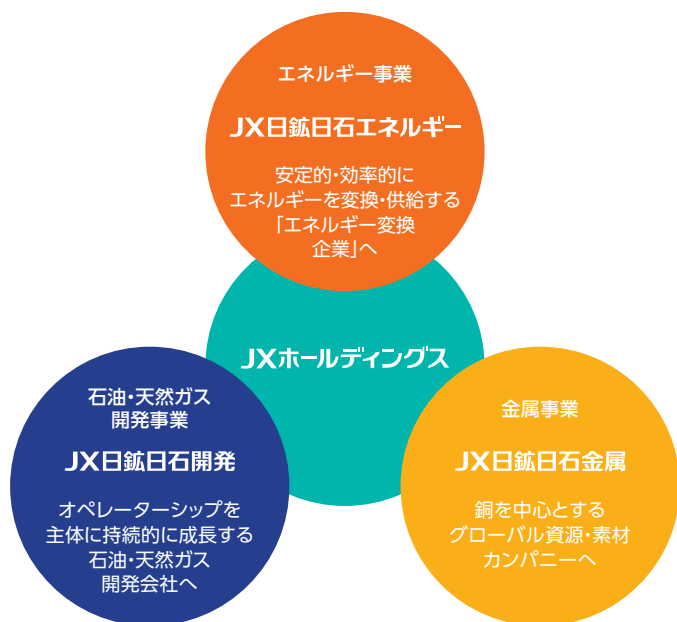 エネルギー事業
JX日鉱日石エネルギー
安定的・効率的に
エネルギーを変換・供給する
「エネルギー変換
企業」へ
JXホールディングス
石油・天然ガス
開発事業
JX日鉱日石開発
オペレーターシップを
主体に持続的に成長する
石油・天然ガス
開発会社へ
金属事業
JX日鉱日石金属
銅を中心とする
グローバル資源・素材
カンパニーへ